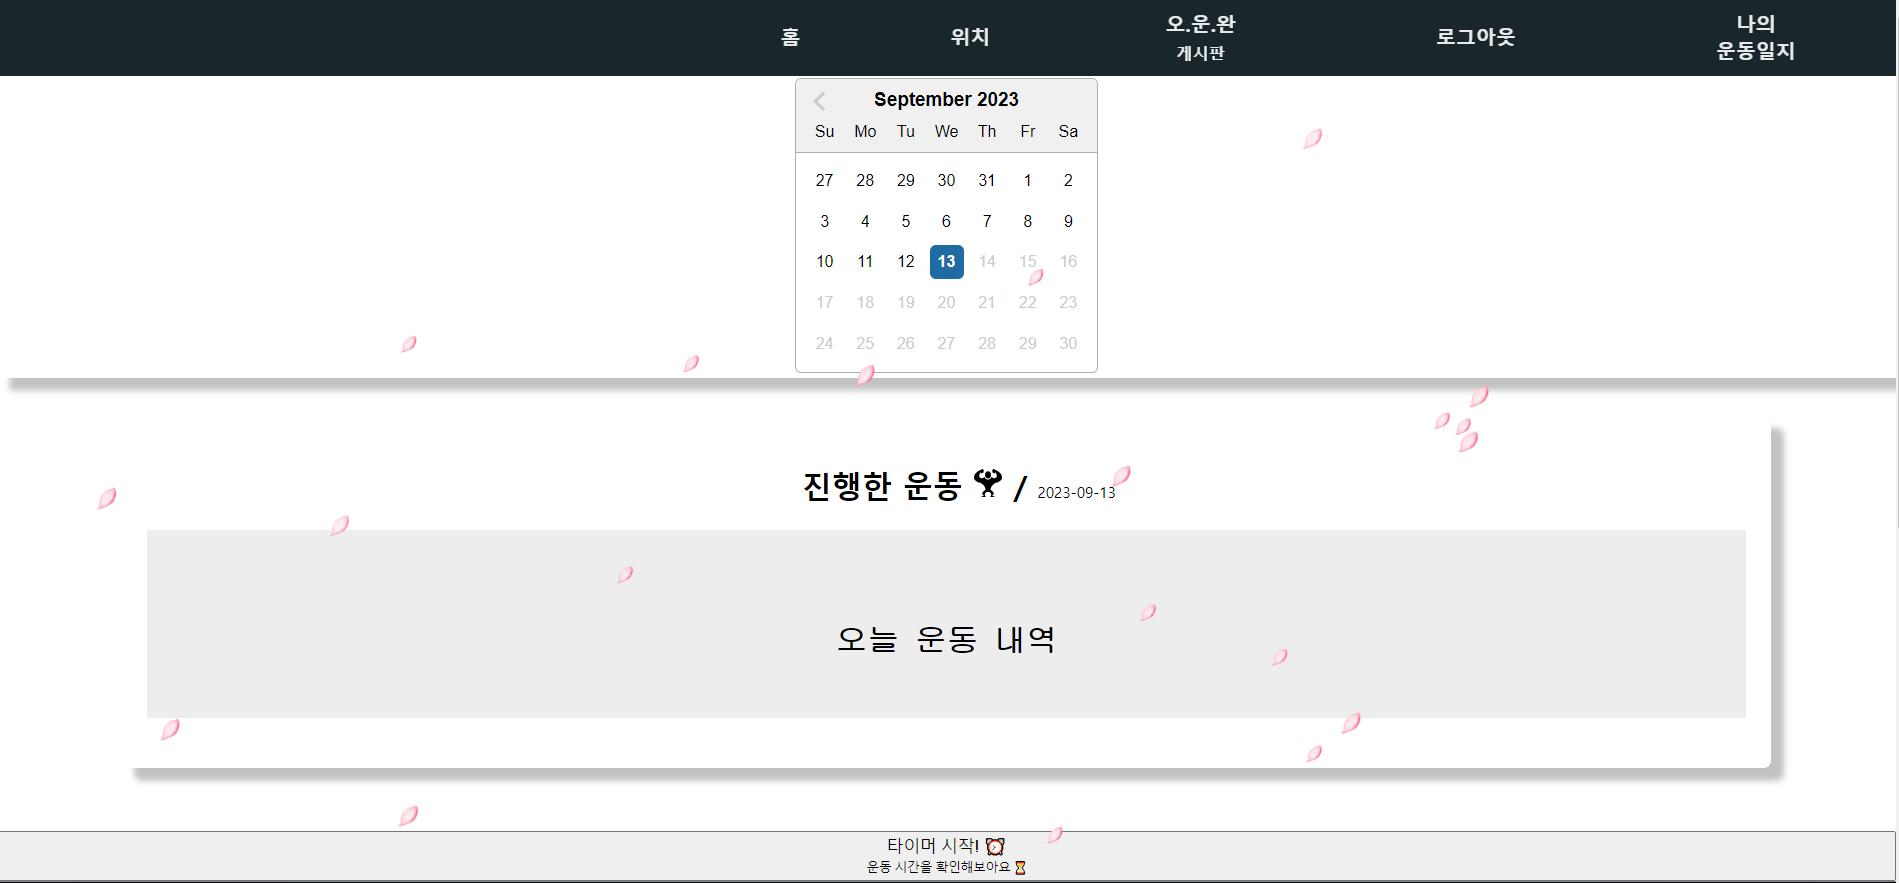 홈 위치 오.운.완 로그아웃 나의
게시판 운동일지
September 2023
Su Mo Tu We Th Fr Sa
27 28 29 30 31 1 2
3 4 5 6 7 8 9
10 11 12 13 14 15 16
17 18 19 20 21 22 23
24 25 26 27 28 29 30
진행한 운동 / 2023-09-13
오늘 운동 내역
타이머 시작! ⏰
운동 시간을 확인해보아요 ⏳